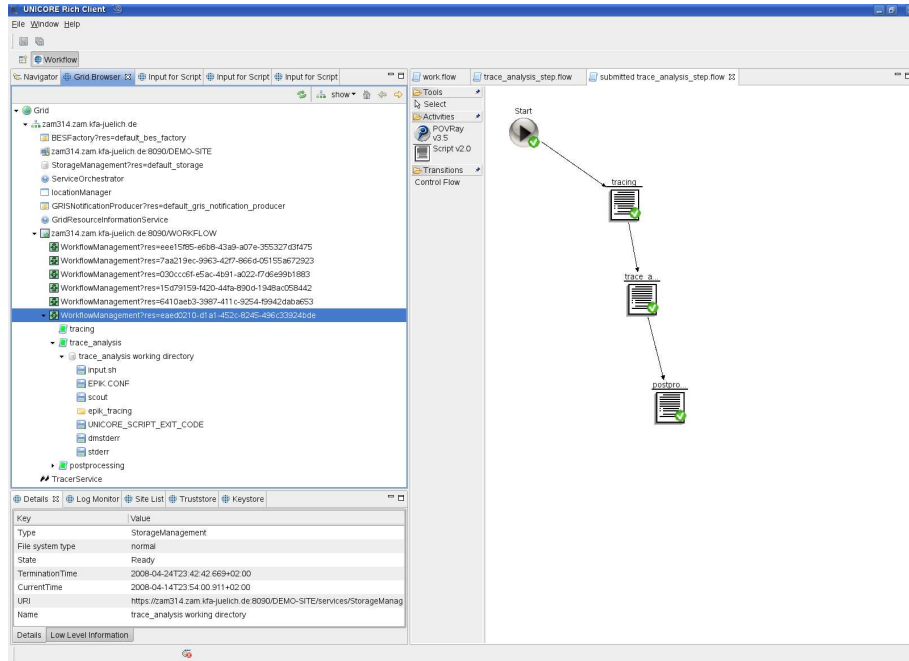 UNICORE Rich Client
File Window Help
Workflow
Navigator Grid Browser Input for Script Input for Script Input for Script
show
Grid
zam314.zam.kfa-juelich.de
BESFactory?res=default_bes_factory
zam314.zam.kfa-juelich.de:8090/DEMO-SITE
StorageManagement?res=default_storage
ServiceOrchestrator
locationManager
GRISNotificationProducer?res=default_gris_notification_producer
GridResourceInformationService
zam314.zam.kfa-juelich.de:8090/WORKFLOW
WorkflowManagement?res=eee15f85-e6b8-43a9-a07e-355327d3f475
WorkflowManagement?res=7aa219ec-9963-42f7-866d-05155a672923
WorkflowManagement?res=030ccc6f-e5ac-4b91-a022-f7d6e99b1883
WorkflowManagement?res=15d79159-f420-44fa-890d-1948ac058442
WorkflowManagement?res=6410aeb3-3987-411c-9254-f9942daba653
WorkflowManagement?res=eaed0210-d1a1-452c-8245-496c33924bde
tracing
trace_analysis
trace_analysis working directory
input.sh
EPIK.CONF
scout
epik_tracing
UNICORE_SCRIPT_EXIT_CODE
dmstderr
stderr
postprocessing
TracerService
Details Log Monitor Site List Truststore Keystore
Key Value
Type StorageManagement
File system type normal
State Ready
TerminationTime 2008-04-24T23:42:42.669+02:00
CurrentTime 2008-04-14T23:54:00.911+02:00
URI https://zam314.zam.kfa-juelich.de:8090/DEMO-SITE/services/StorageManag
Name trace_analysis working directory
Details Low Level Information
work.flow trace_analysis_step.flow submitted trace_analysis_step.flow
Tools
Select
Activities
POVRay
v3.5
Script v2.0
Transitions
Control Flow
Start
tracing
trace_a...
postpro...